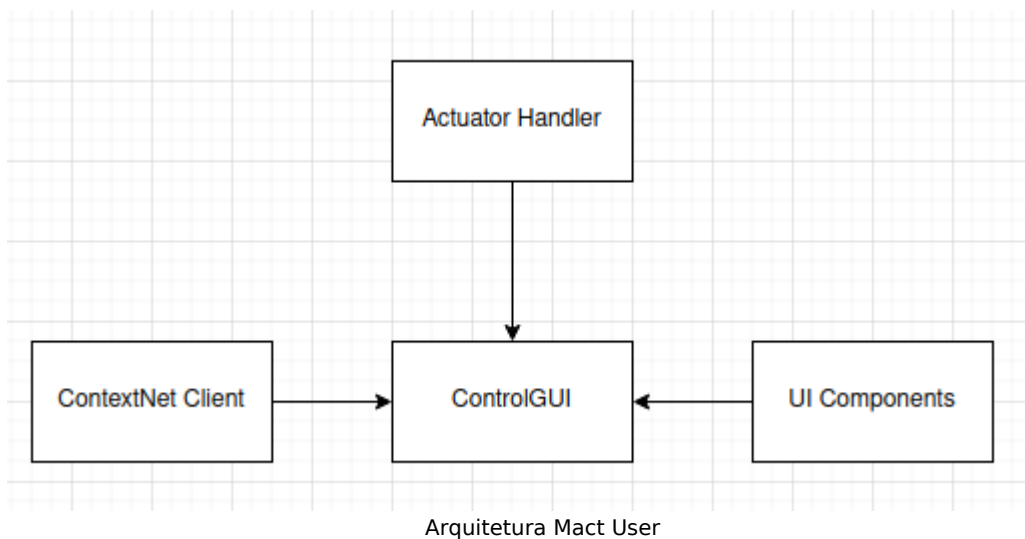 Actuator Handler
ContextNet Client
ControlGUI
UI Components
Arquitetura Mact User